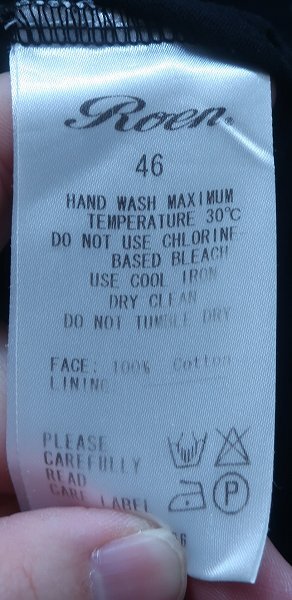 Roen.
46
HAND WASH MAXIMUM
TEMPERATURE 30℃
DO NOT USE CHLORINE-
BASED BLEACH
USE COOL IRON
DRY CLEAN
DO NOT TUMBLE DRY
FACE: 100% Cotton
LINING:
PLEASE
CAREFULLY
READ
CARE LABEL
P